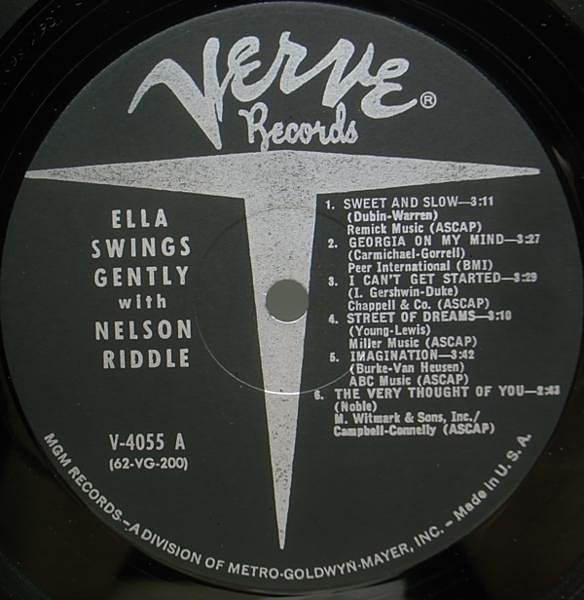 Verve®
Records
ELLA
SWINGS
GENTLY
with
NELSON
RIDDLE
V-4055 A
(62-VG-200)
1. SWEET AND SLOW—3:11
(Dubin-Warren)
Remick Music (ASCAP)
2. GEORGIA ON MY MIND—3:27
(Carmichael-Gorrell)
Peer International (BMI)
3. I CAN'T GET STARTED—3:29
(I. Gershwin-Duke)
Chappell & Co. (ASCAP)
4. STREET OF DREAMS—3:10
(Young-Lewis)
Miller Music (ASCAP)
5. IMAGINATION—3:42
(Burke-Van Heusen)
ABC Music (ASCAP)
6. THE VERY THOUGHT OF YOU—
(Noble)
M. Witmark & Sons, Inc./
Campbell-Connelly (ASCAP)
MGM RECORDS—A DIVISION OF METRO-GOLDWYN-MAYER, INC. – Made in U. S. A.